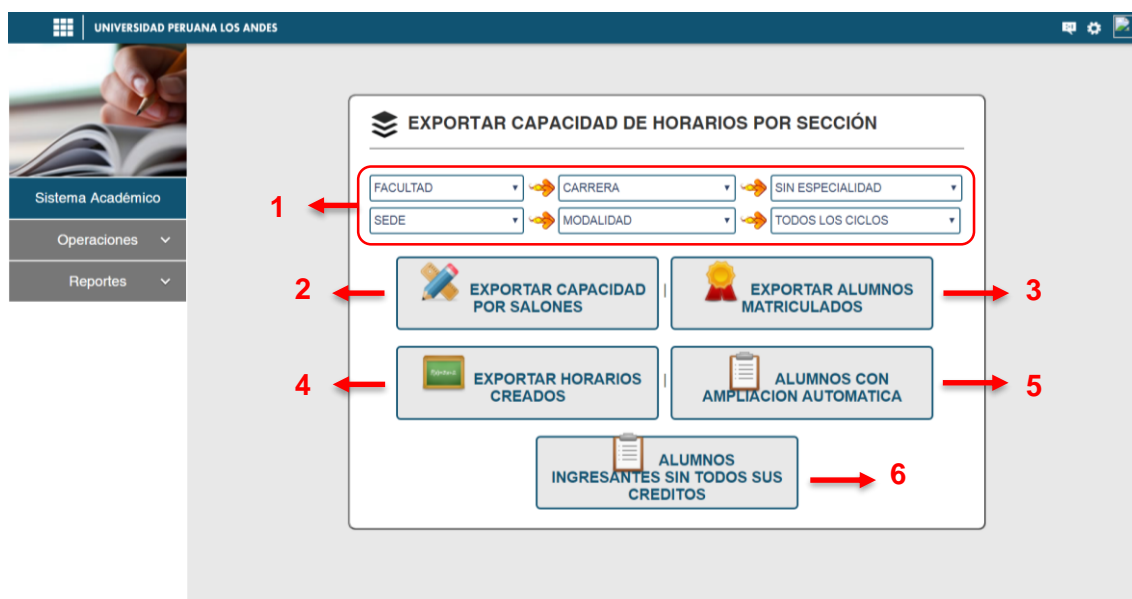 UNIVERSIDAD PERUANA LOS ANDES
EXPORTAR CAPACIDAD DE HORARIOS POR SECCIÓN
1
FACULTAD
CARRERA
SIN ESPECIALIDAD
SEDE
MODALIDAD
TODOS LOS CICLOS
Sistema Académico
Operaciones
Reportes
2
EXPORTAR CAPACIDAD
POR SALONES
|
EXPORTAR ALUMNOS
MATRICULADOS
3
4
EXPORTAR HORARIOS
CREADOS
|
ALUMNOS CON
AMPLIACION AUTOMATICA
5
ALUMNOS
INGRESANTES SIN TODOS SUS
CREDITOS
6